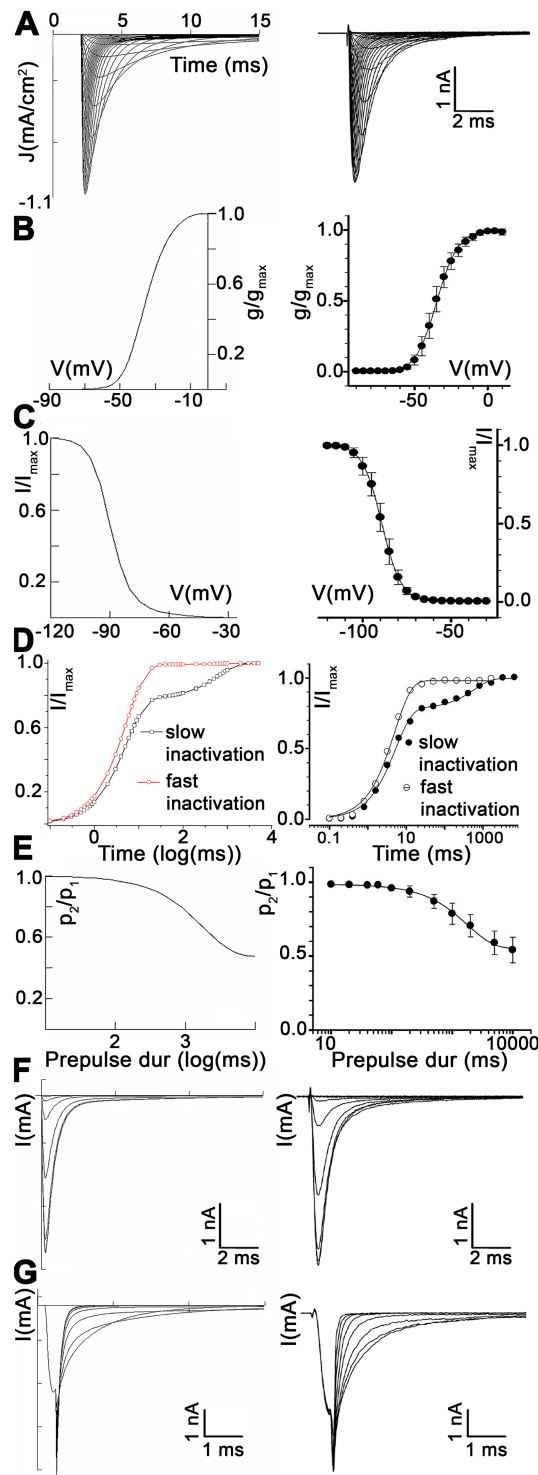 A
0 5 10 15
Time (ms)
J(mA/cm²)
-1.1
1 nA
2 ms
B
1.0
0.6
0.2
g/gmax
V(mV)
-90 -50 -10
1.0
0.5
0.0
g/gmax
V(mV)
-50 0
C
1.0
0.6
0.2
I/Imax
V(mV)
-120 -90 -60 -30
I/Imax
1.0
0.5
0.0
V(mV)
-100 -50
D
1.0
0.6
0.2
I/Imax
slow
inactivation
fast
inactivation
0 2 4
Time (log(ms))
1.0
0.5
0.0
I/Imax
slow
inactivation
fast
inactivation
0.1 10 1000
Time (ms)
E
1.0
0.6
0.2
p2/p1
2 3
Prepulse dur (log(ms))
1.0
0.5
0.0
p2/p1
10 10000
Prepulse dur (ms)
F
I(mA)
1 nA
2 ms
I(mA)
1 nA
2 ms
G
I(mA)
1 nA
1 ms
I(mA)
1 nA
1 ms